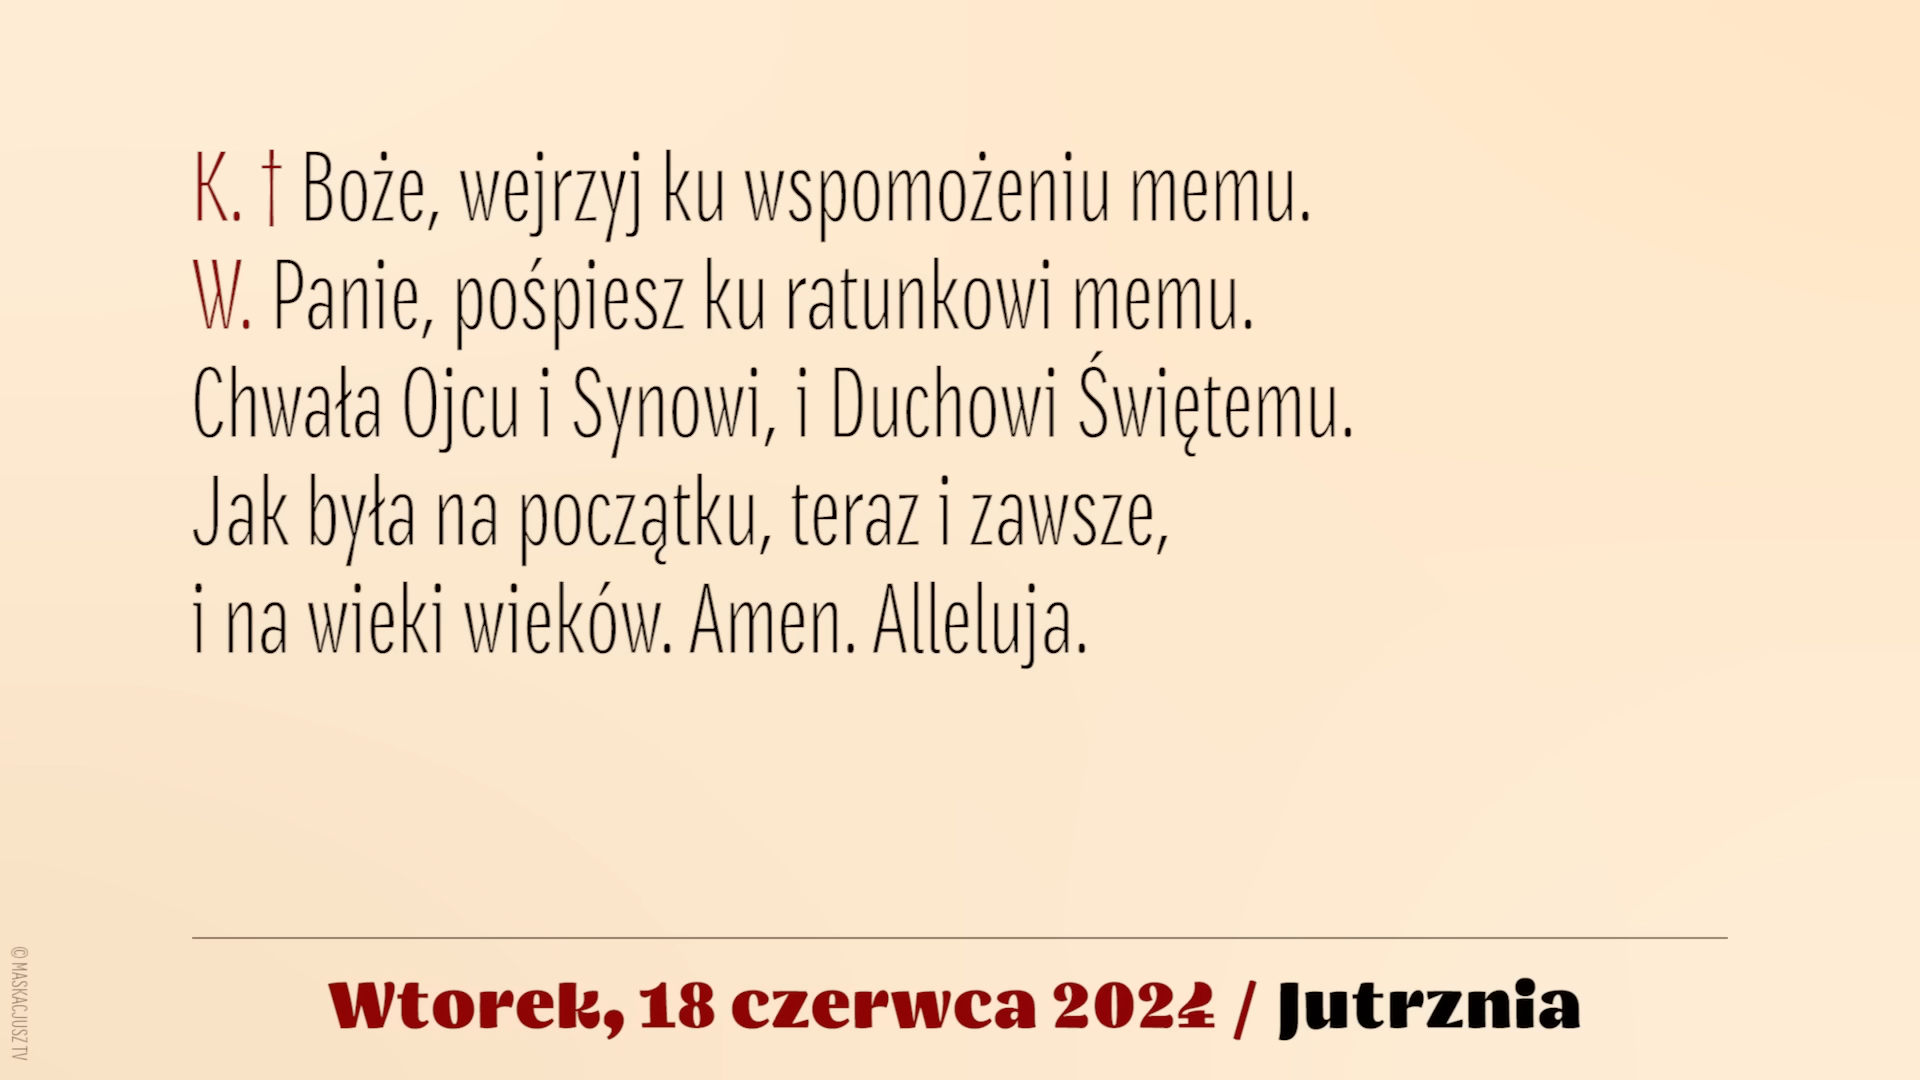 K. † Boże, wejrzyj ku wspomożeniu memu.
W. Panie, pośpiesz ku ratunkowi memu.
Chwała Ojcu i Synowi, i Duchowi Świętemu.
Jak była na początku, teraz i zawsze,
i na wieki wieków. Amen. Alleluja.
Wtorek, 18 czerwca 2024 / Jutrznia
© MASKACJUSZ TV